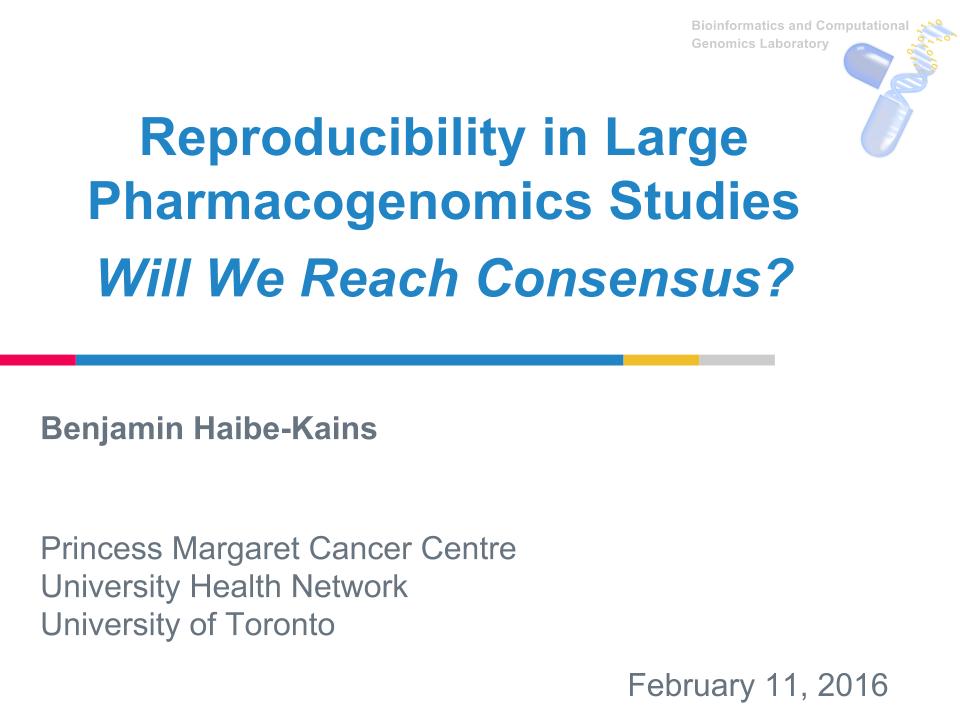 Bioinformatics and Computational
Genomics Laboratory
Reproducibility in Large
Pharmacogenomics Studies
Will We Reach Consensus?
Benjamin Haibe-Kains
Princess Margaret Cancer Centre
University Health Network
University of Toronto
February 11, 2016